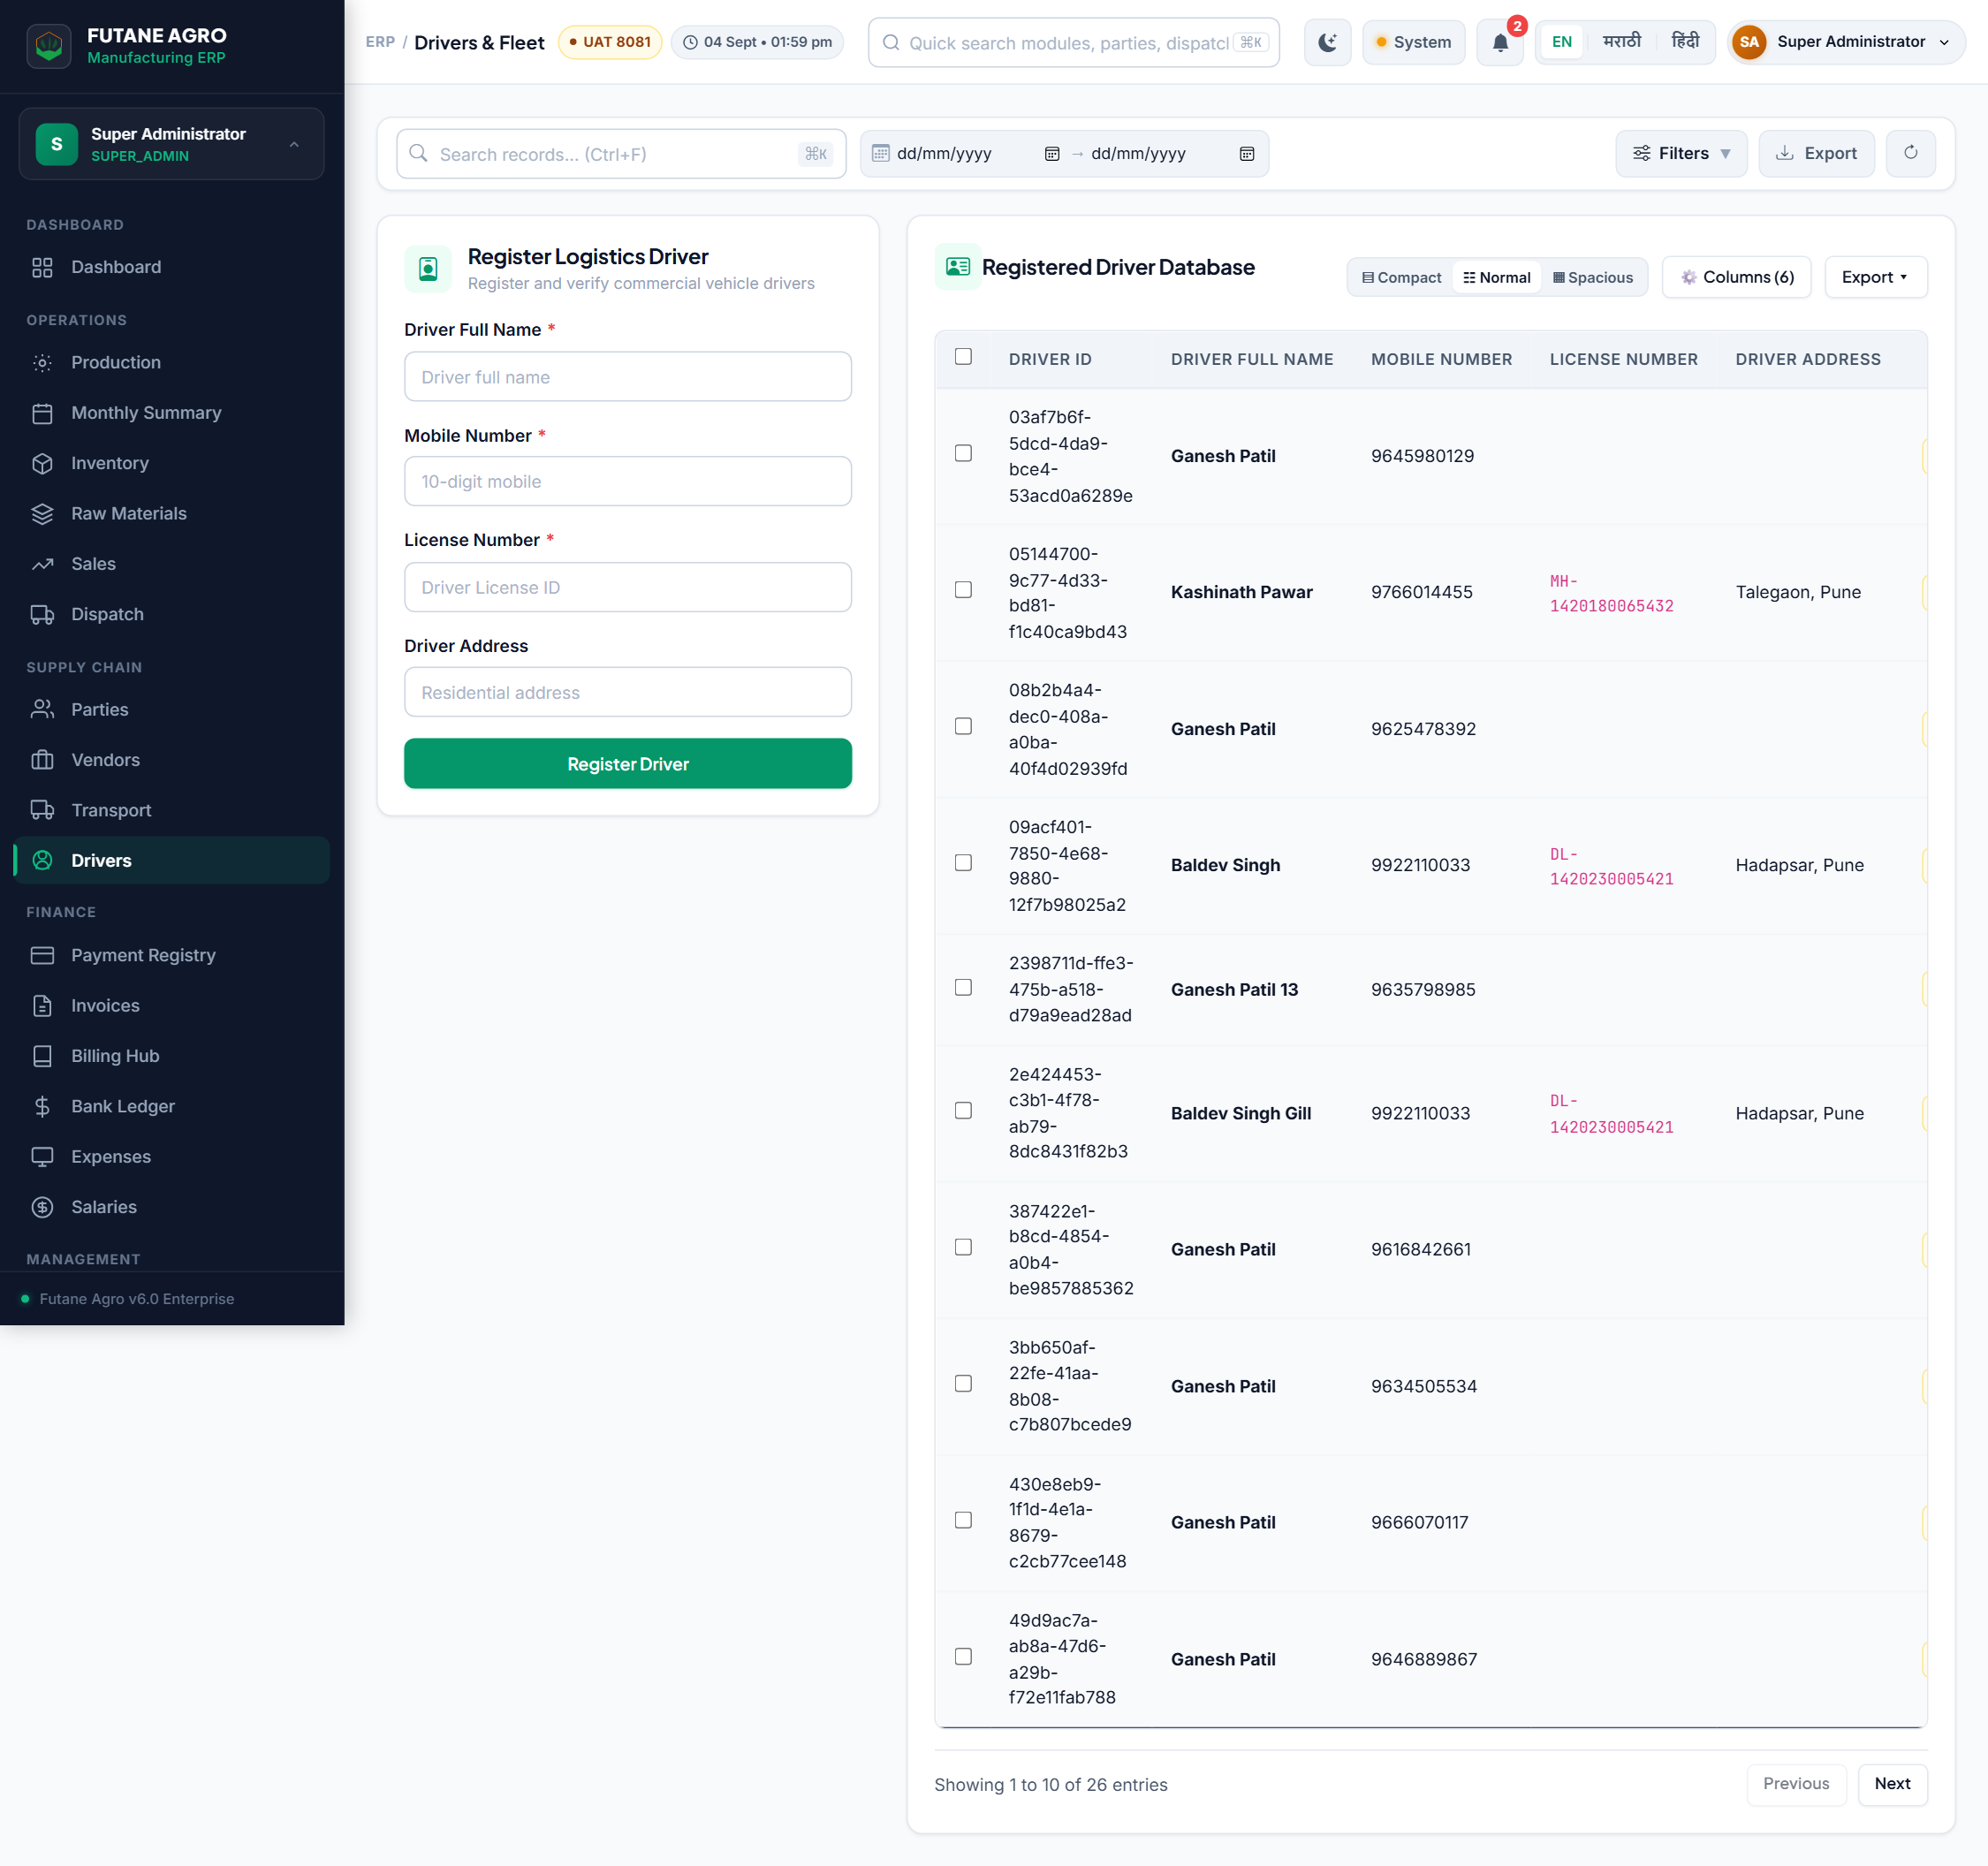 FUTANE AGRO
Manufacturing ERP
S
Super Administrator
SUPER_ADMIN
DASHBOARD
Dashboard
OPERATIONS
Production
Monthly Summary
Inventory
Raw Materials
Sales
Dispatch
SUPPLY CHAIN
Parties
Vendors
Transport
Drivers
FINANCE
Payment Registry
Invoices
Billing Hub
Bank Ledger
Expenses
Salaries
MANAGEMENT
Futane Agro v6.0 Enterprise
ERP / Drivers & Fleet
UAT 8081
04 Sept • 01:59 pm
Quick search modules, parties, dispatcl ⌘K
System
2
EN मराठी हिंदी
SA Super Administrator
Search records... (Ctrl+F) ⌘K
dd/mm/yyyy → dd/mm/yyyy
Filters ▼
Export
Register Logistics Driver
Register and verify commercial vehicle drivers
Driver Full Name *
Driver full name
Mobile Number *
10-digit mobile
License Number *
Driver License ID
Driver Address
Residential address
Register Driver
Registered Driver Database
Compact Normal Spacious
Columns (6)
Export ▾
DRIVER ID DRIVER FULL NAME MOBILE NUMBER LICENSE NUMBER DRIVER ADDRESS
03af7b6f-
5dcd-4da9-
bce4-
53acd0a6289e
Ganesh Patil 9645980129
05144700-
9c77-4d33-
bd81-
f1c40ca9bd43
Kashinath Pawar 9766014455
MH-
1420180065432
Talegaon, Pune
08b2b4a4-
dec0-408a-
a0ba-
40f4d02939fd
Ganesh Patil 9625478392
09acf401-
7850-4e68-
9880-
12f7b98025a2
Baldev Singh 9922110033
DL-
1420230005421
Hadapsar, Pune
2398711d-ffe3-
475b-a518-
d79a9ead28ad
Ganesh Patil 13 9635798985
2e424453-
c3b1-4f78-
ab79-
8dc8431f82b3
Baldev Singh Gill 9922110033
DL-
1420230005421
Hadapsar, Pune
387422e1-
b8cd-4854-
a0b4-
be9857885362
Ganesh Patil 9616842661
3bb650af-
22fe-41aa-
8b08-
c7b807bcede9
Ganesh Patil 9634505534
430e8eb9-
1f1d-4e1a-
8679-
c2cb77cee148
Ganesh Patil 9666070117
49d9ac7a-
ab8a-47d6-
a29b-
f72e11fab788
Ganesh Patil 9646889867
Showing 1 to 10 of 26 entries
Previous Next